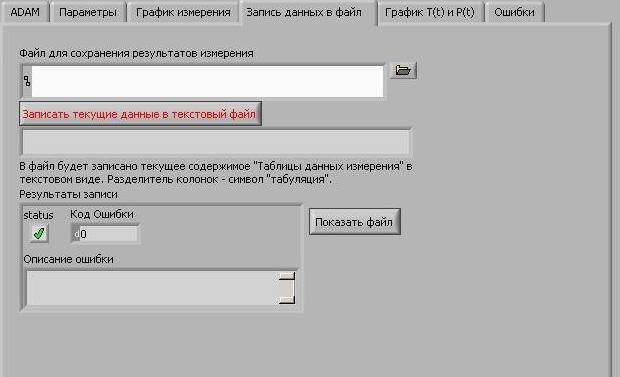 ADAM Параметры График измерения Запись данных в файл График T(t) и P(t) Ошибки
Файл для сохранения результатов измерения
Записать текущие данные в текстовый файл
В файл будет записано текущее содержимое "Таблицы данных измерения" в
текстовом виде. Разделитель колонок - символ "табуляция".
Результаты записи
status Код Ошибки
d0
Показать файл
Описание ошибки